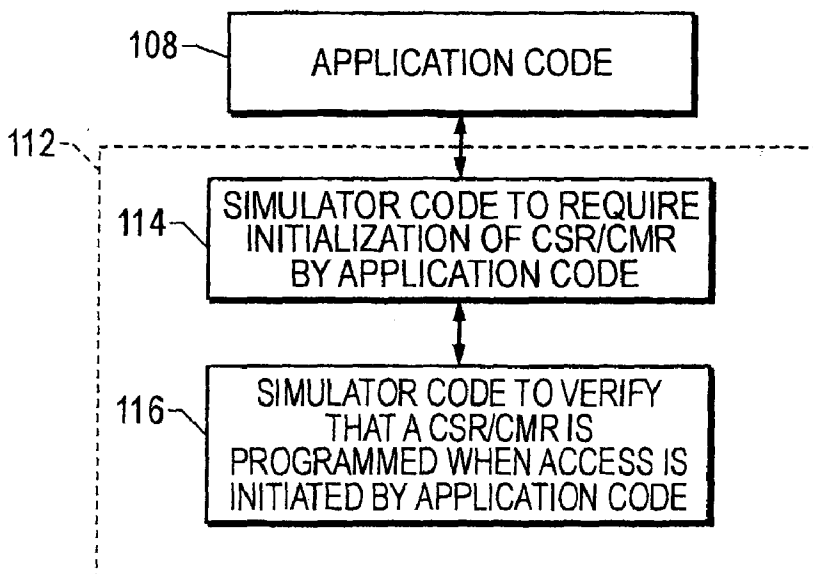 108
APPLICATION CODE
112
114
SIMULATOR CODE TO REQUIRE
INITIALIZATION OF CSR/CMR
BY APPLICATION CODE
116
SIMULATOR CODE TO VERIFY
THAT A CSR/CMR IS
PROGRAMMED WHEN ACCESS IS
INITIATED BY APPLICATION CODE